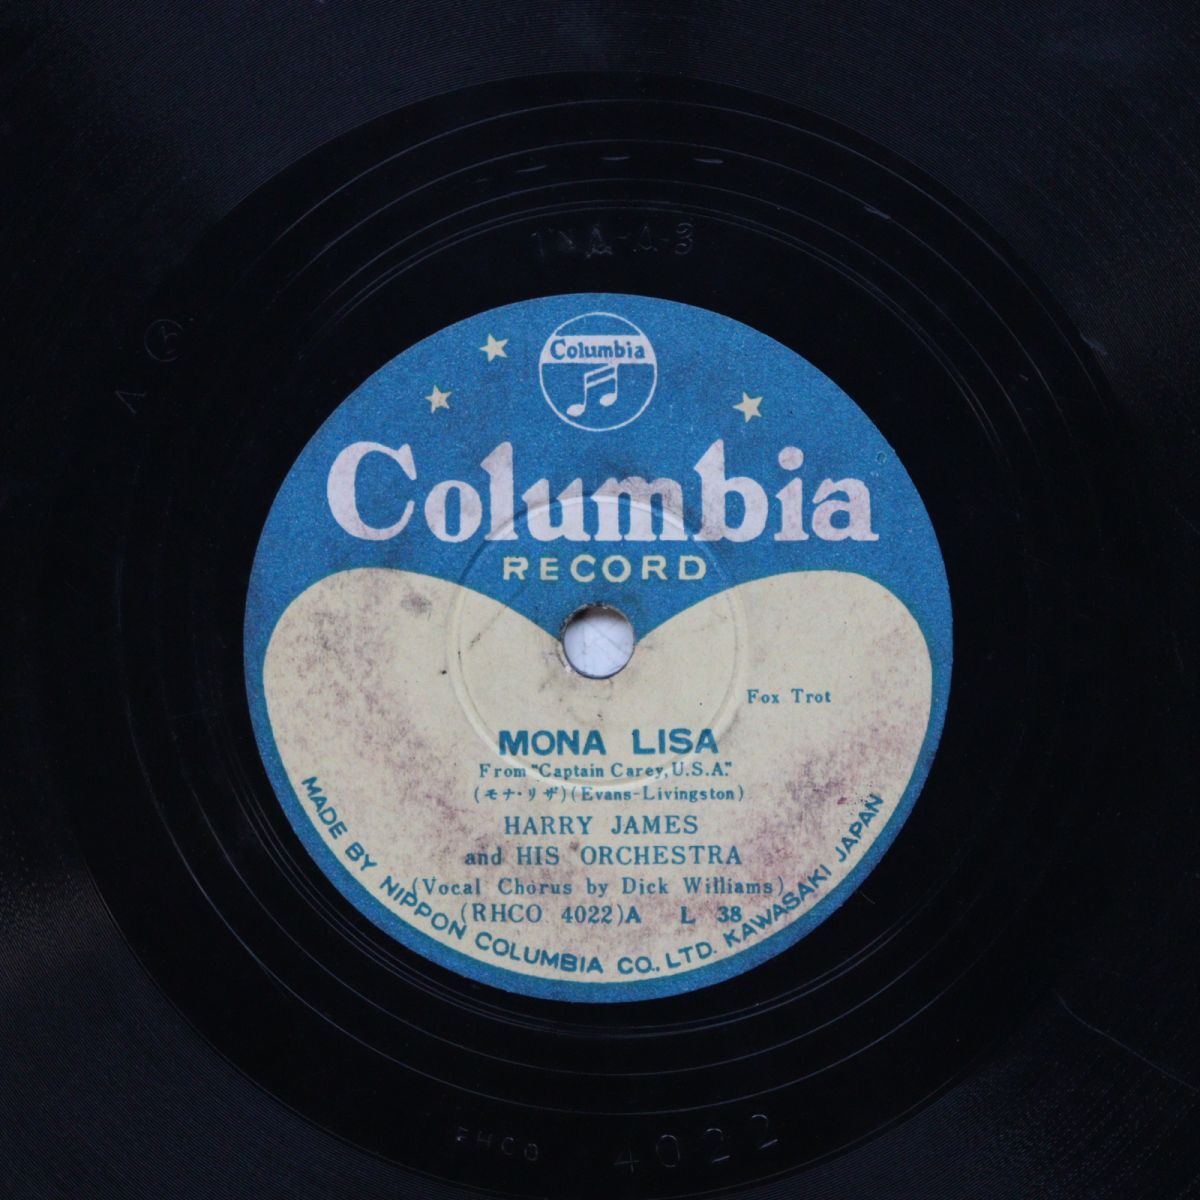 Columbia
Columbia
RECORD
Fox Trot
MONA LISA
From "Captain Carey, U.S.A."
(モナ・リザ)(Evans-Livingston)
HARRY JAMES
and HIS ORCHESTRA
(Vocal Chorus by Dick Williams)
(RHCO 4022)A L 38
MADE BY NIPPON COLUMBIA CO., LTD. KAWASAKI JAPAN
RHCO 4022